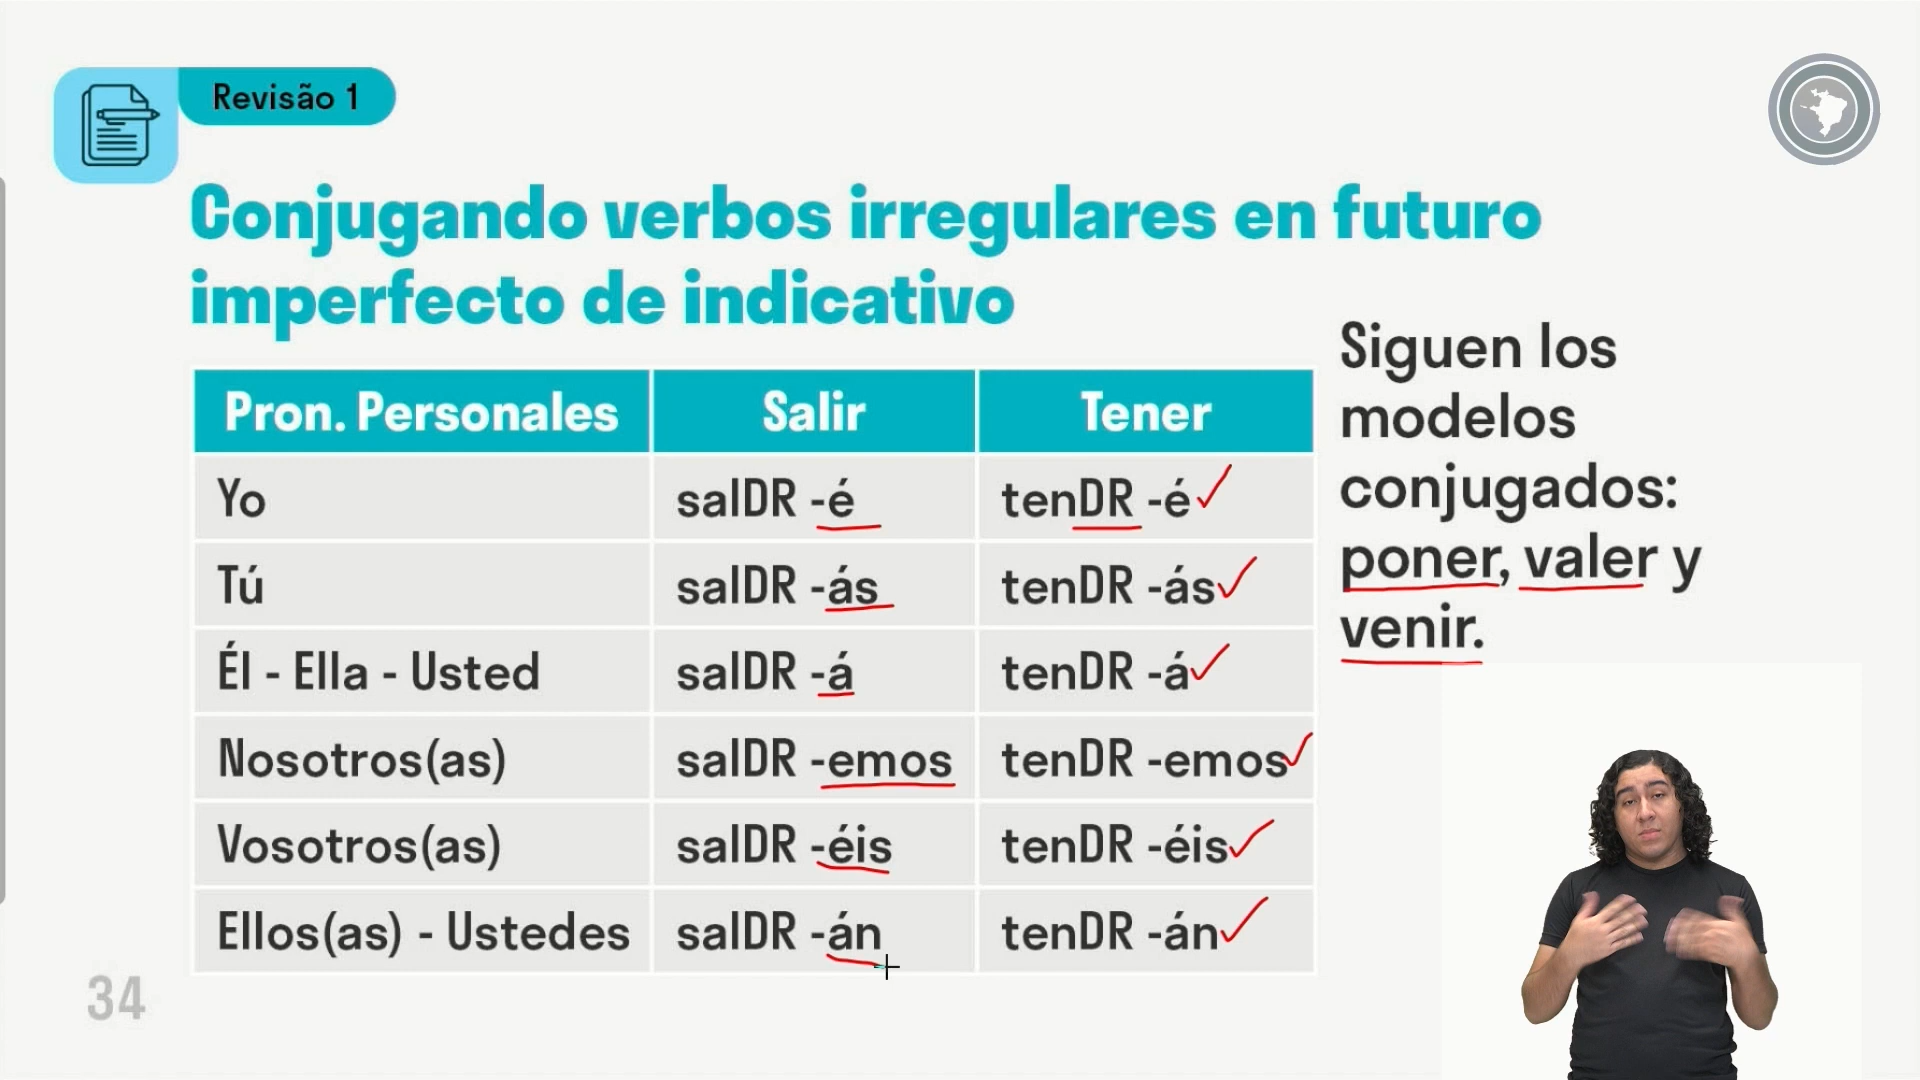 Revisão 1
Conjugando verbos irregulares en futuro
imperfecto de indicativo
Pron. Personales Salir Tener
Yo salDR -é tenDR -é
Tú salDR -ás tenDR -ás
Él - Ella - Usted salDR -á tenDR -á
Nosotros(as) salDR -emos tenDR -emos
Vosotros(as) salDR -éis tenDR -éis
Ellos(as) - Ustedes salDR -án tenDR -án
Siguen los
modelos
conjugados:
poner, valer y
venir.
34